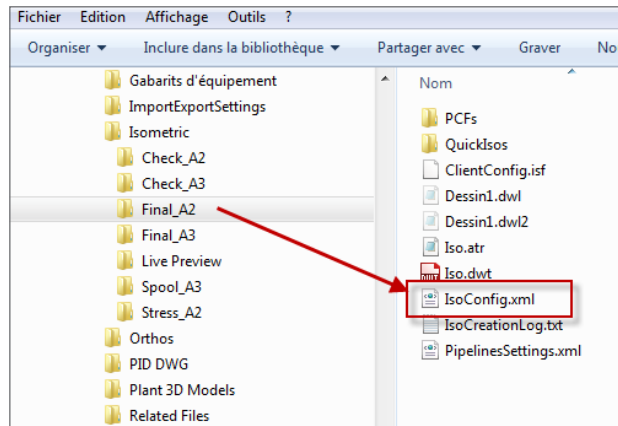 Fichier Edition Affichage Outils ?
Organiser Inclure dans la bibliothèque Partager avec Graver No
Gabarits d'équipement
ImportExportSettings
Isometric
Check_A2
Check_A3
Final_A2
Final_A3
Live Preview
Spool_A3
Stress_A2
Orthos
PID DWG
Plant 3D Models
Related Files
Nom
PCFs
QuickIsos
ClientConfig.isf
Dessin1.dwl
Dessin1.dwl2
Iso.atr
Iso.dwt
IsoConfig.xml
IsoCreationLog.txt
PipelinesSettings.xml